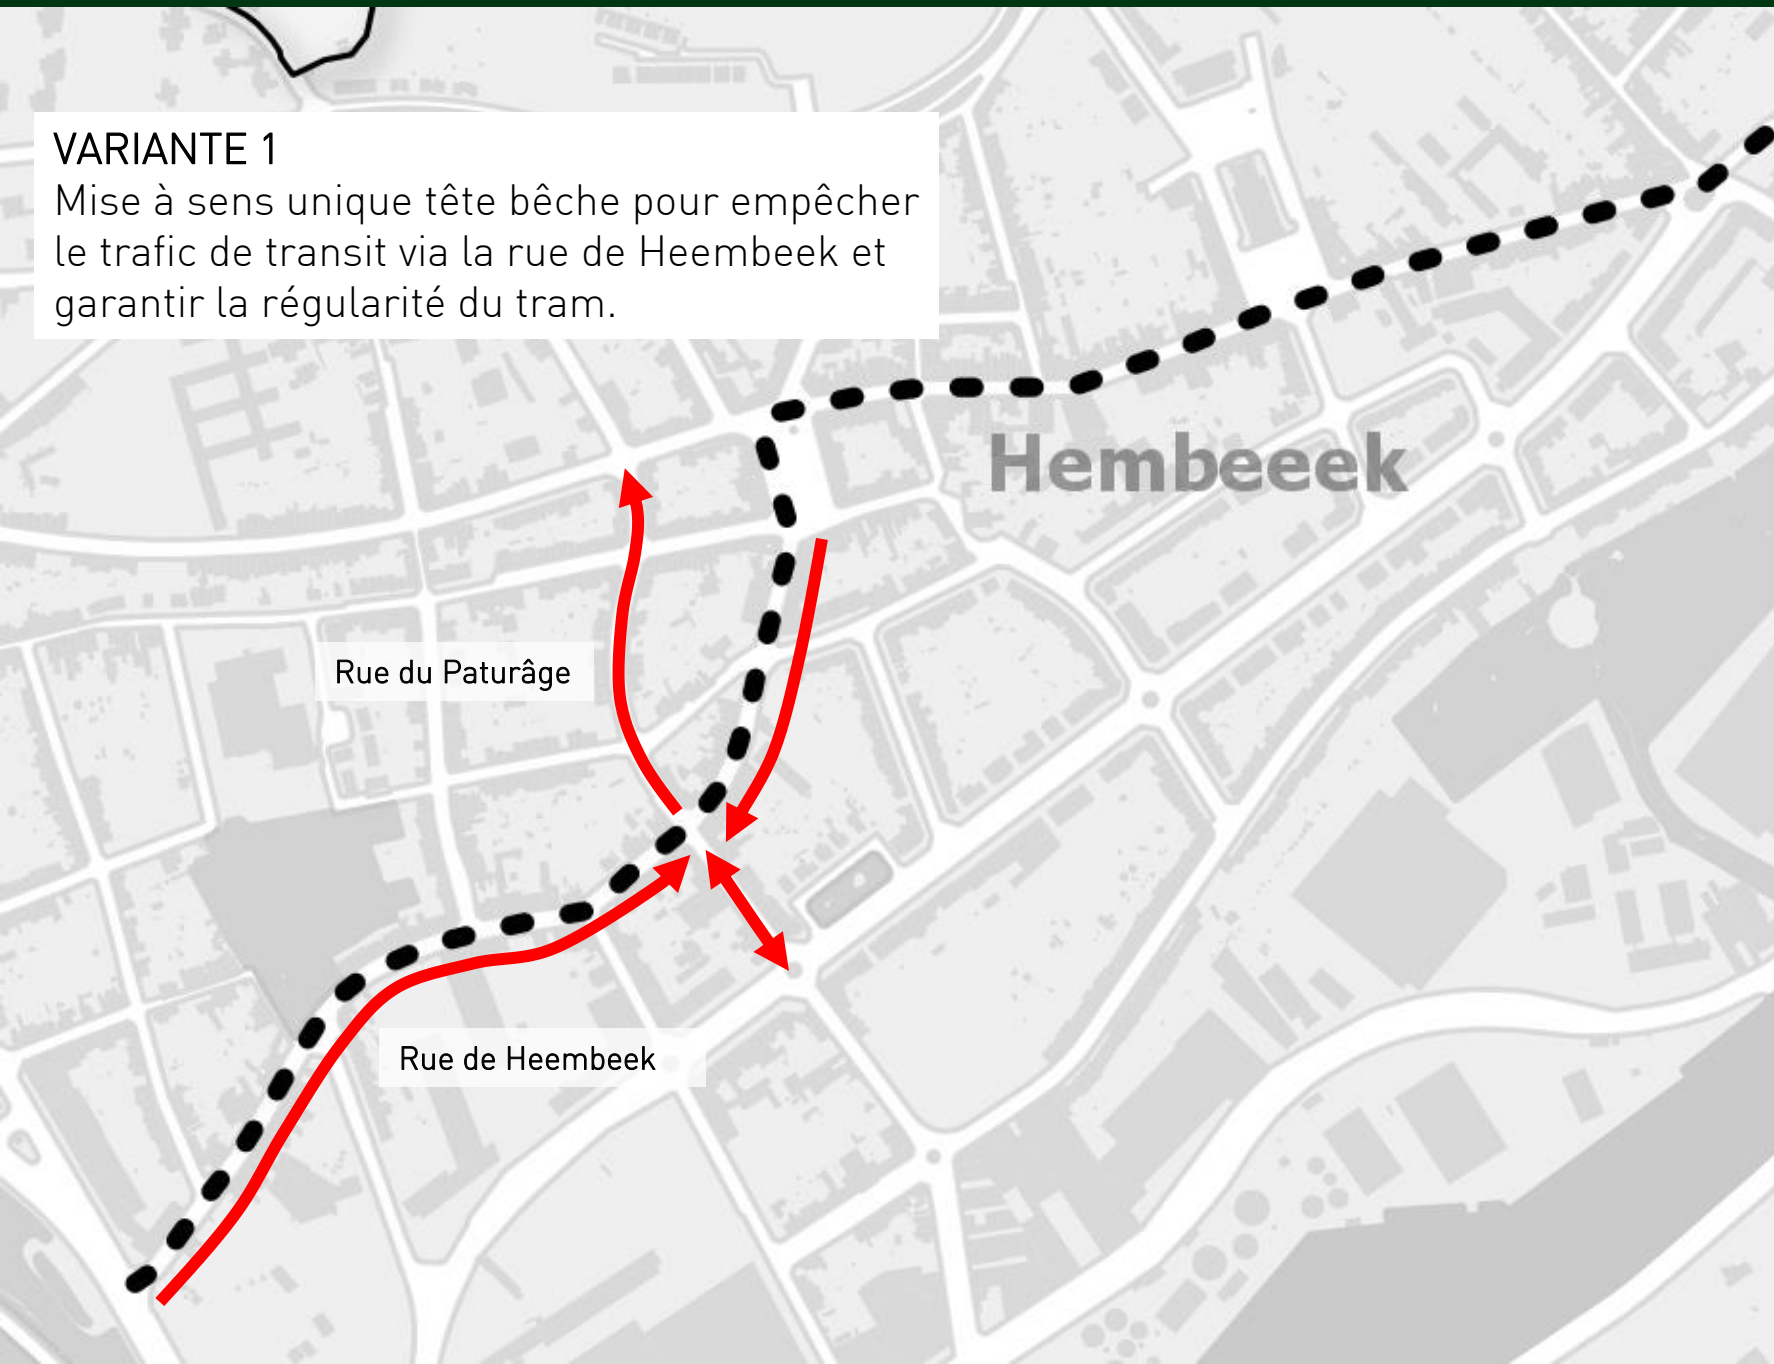 VARIANTE 1
Mise à sens unique tête bêche pour empêcher
le trafic de transit via la rue de Heembeek et
garantir la régularité du tram.
Hembeeek
Rue du Paturâge
Rue de Heembeek